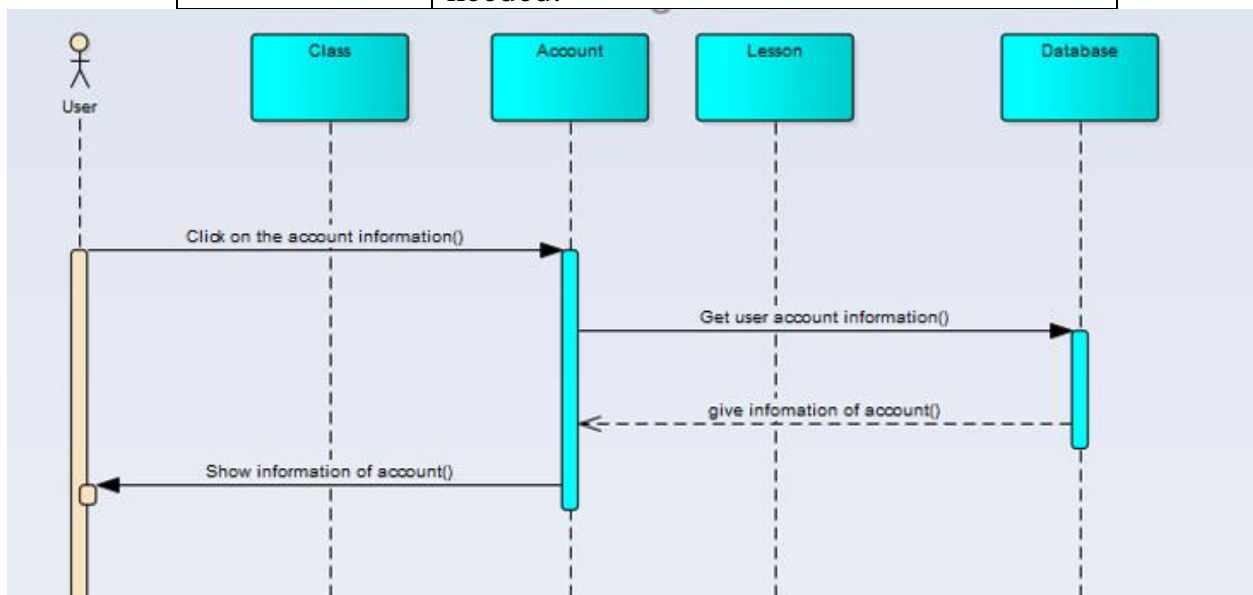 needed.
Class
Account
Lesson
Database
User
Click on the account information()
Get user account information()
give infomation of account()
Show information of account()